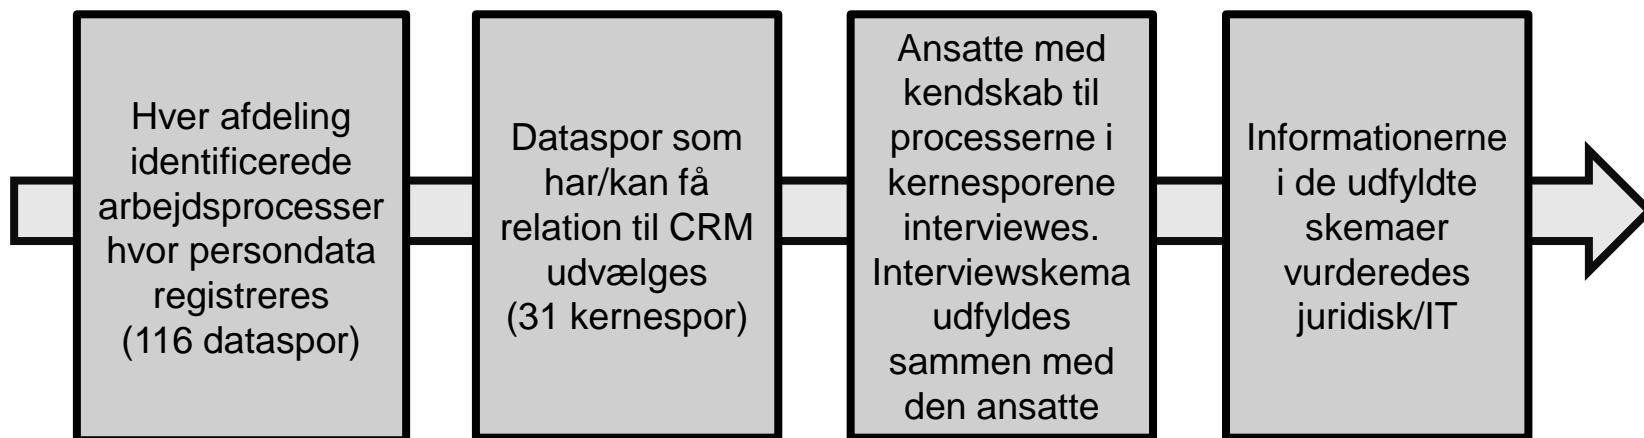 Hver afdeling
identificerede
arbejdsprocesser
hvor persondata
registreres
(116 dataspor)
Dataspor som
har/kan få
relation til CRM
udvælges
(31 kernespor)
Ansatte med
kendskab til
processerne i
kernesporene
interviewes.
Interviewskema
udfyldes
sammen med
den ansatte
Informationerne
i de udfyldte
skemaer
vurderedes
juridisk/IT